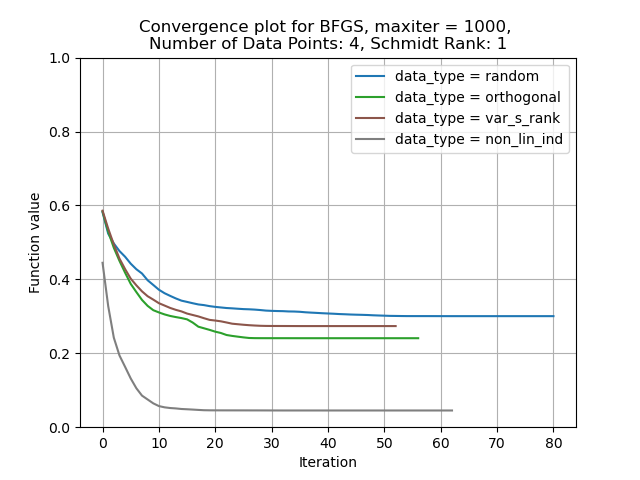 Convergence plot for BFGS, maxiter = 1000,
Number of Data Points: 4, Schmidt Rank: 1
data_type = random
data_type = orthogonal
data_type = var_s_rank
data_type = non_lin_ind
Function value
1.0
0.8
0.6
0.4
0.2
0.0
0 10 20 30 40 50 60 70 80
Iteration